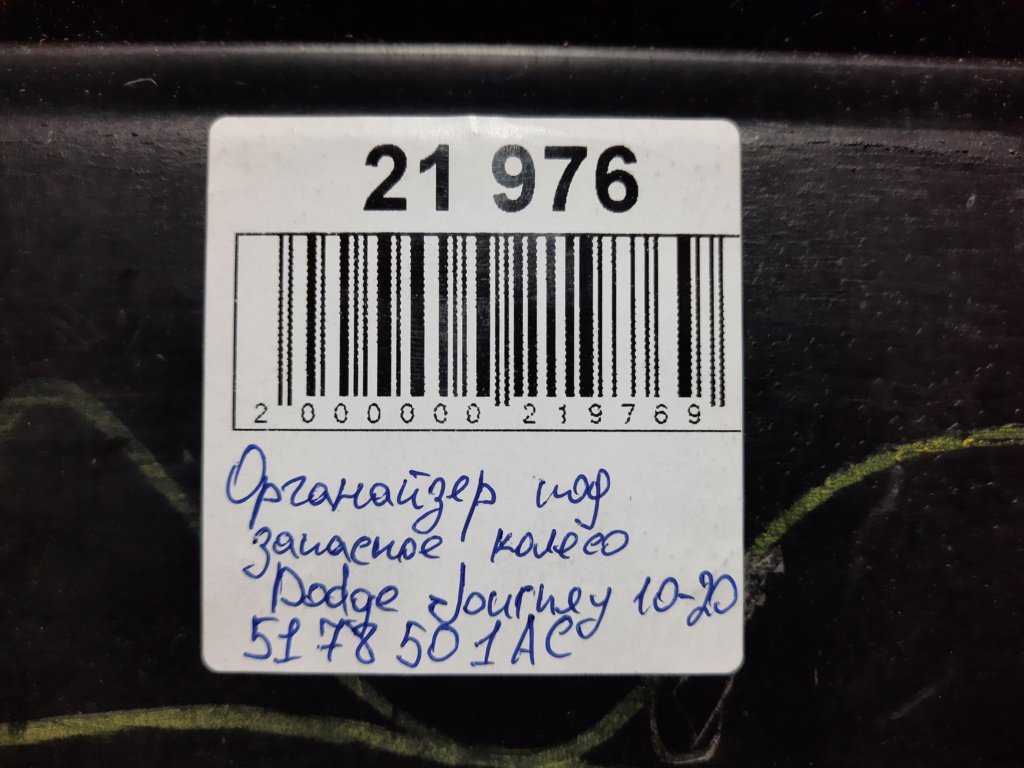 21 976
2 000000 219769
Органайзер под
запасное колесо
Dodge Journey 10-20
5178501AC